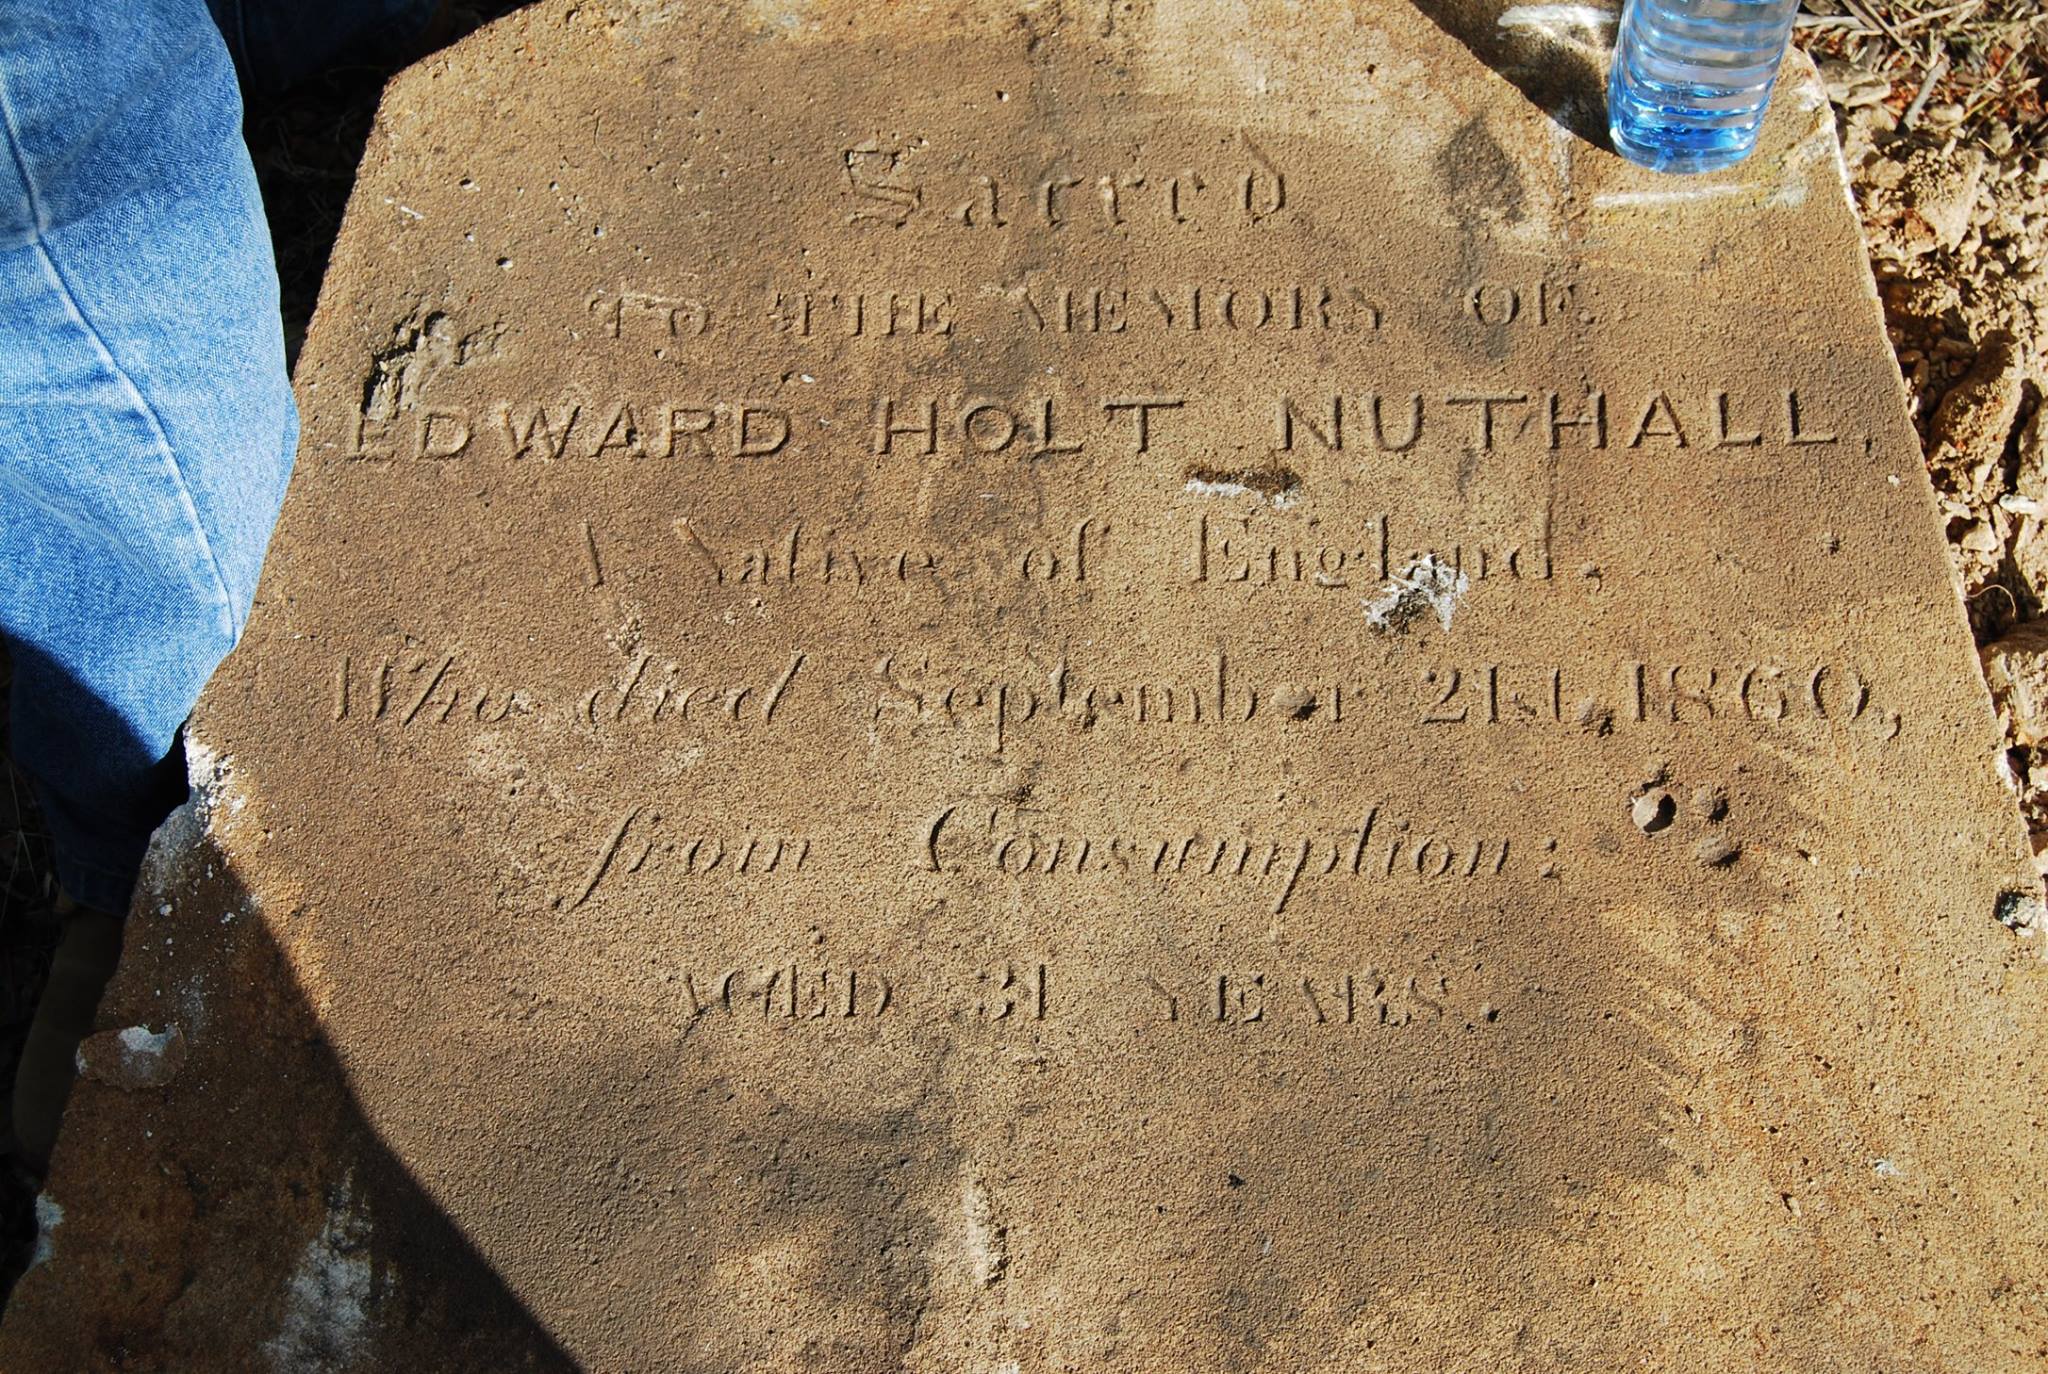 Sacred
TO THE MEMORY OF
EDWARD HOLT NUTHALL,
A Native of England.
Who died September 21st, 1860,
from Consumption:
AGED 31 YEARS.